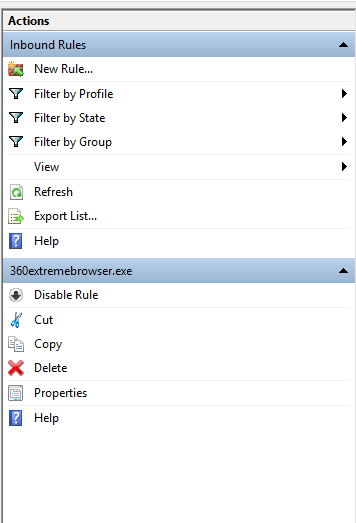 Actions
Inbound Rules
New Rule...
Filter by Profile
Filter by State
Filter by Group
View
Refresh
Export List...
Help
360extremebrowser.exe
Disable Rule
Cut
Copy
Delete
Properties
Help